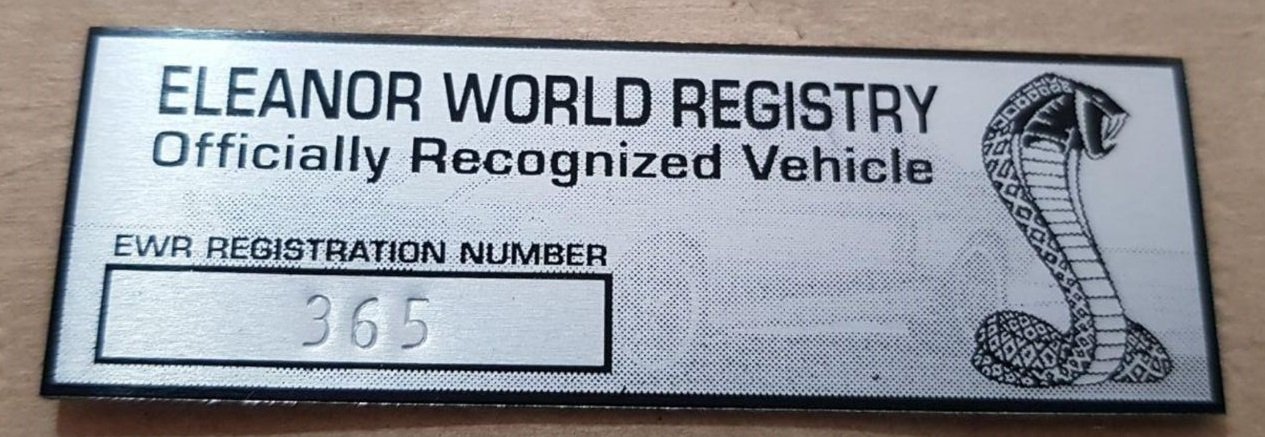 ELEANOR WORLD REGISTRY
Officially Recognized Vehicle
EWR REGISTRATION NUMBER
365